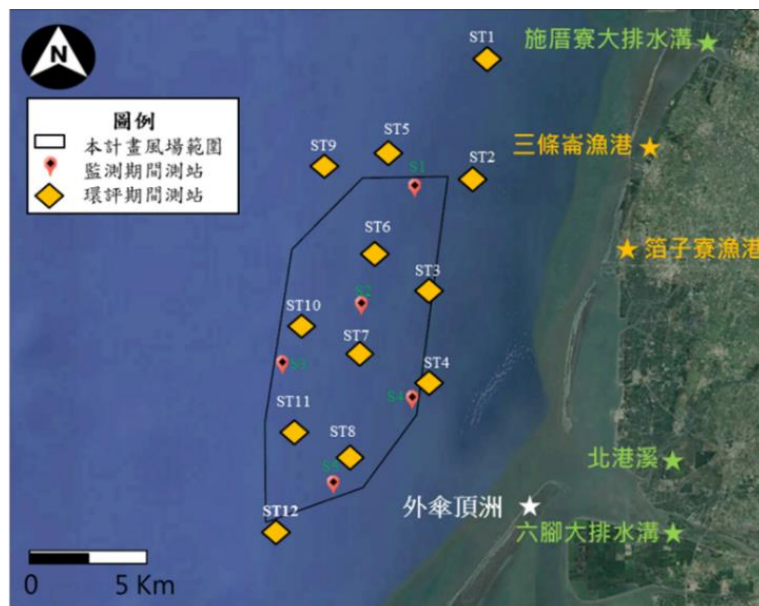 ST1
施厝寮大排水溝
N
ST5
三條崙漁港
ST9
ST2
S1
圖例
本計畫風場範圍
監測期間測站
環評期間測站
ST6
箔子寮漁港
ST3
S2
ST10
ST7
S3
ST4
S4
ST11
ST8
北港溪
S5
外傘頂洲
ST12
六腳大排水溝
0 5 Km